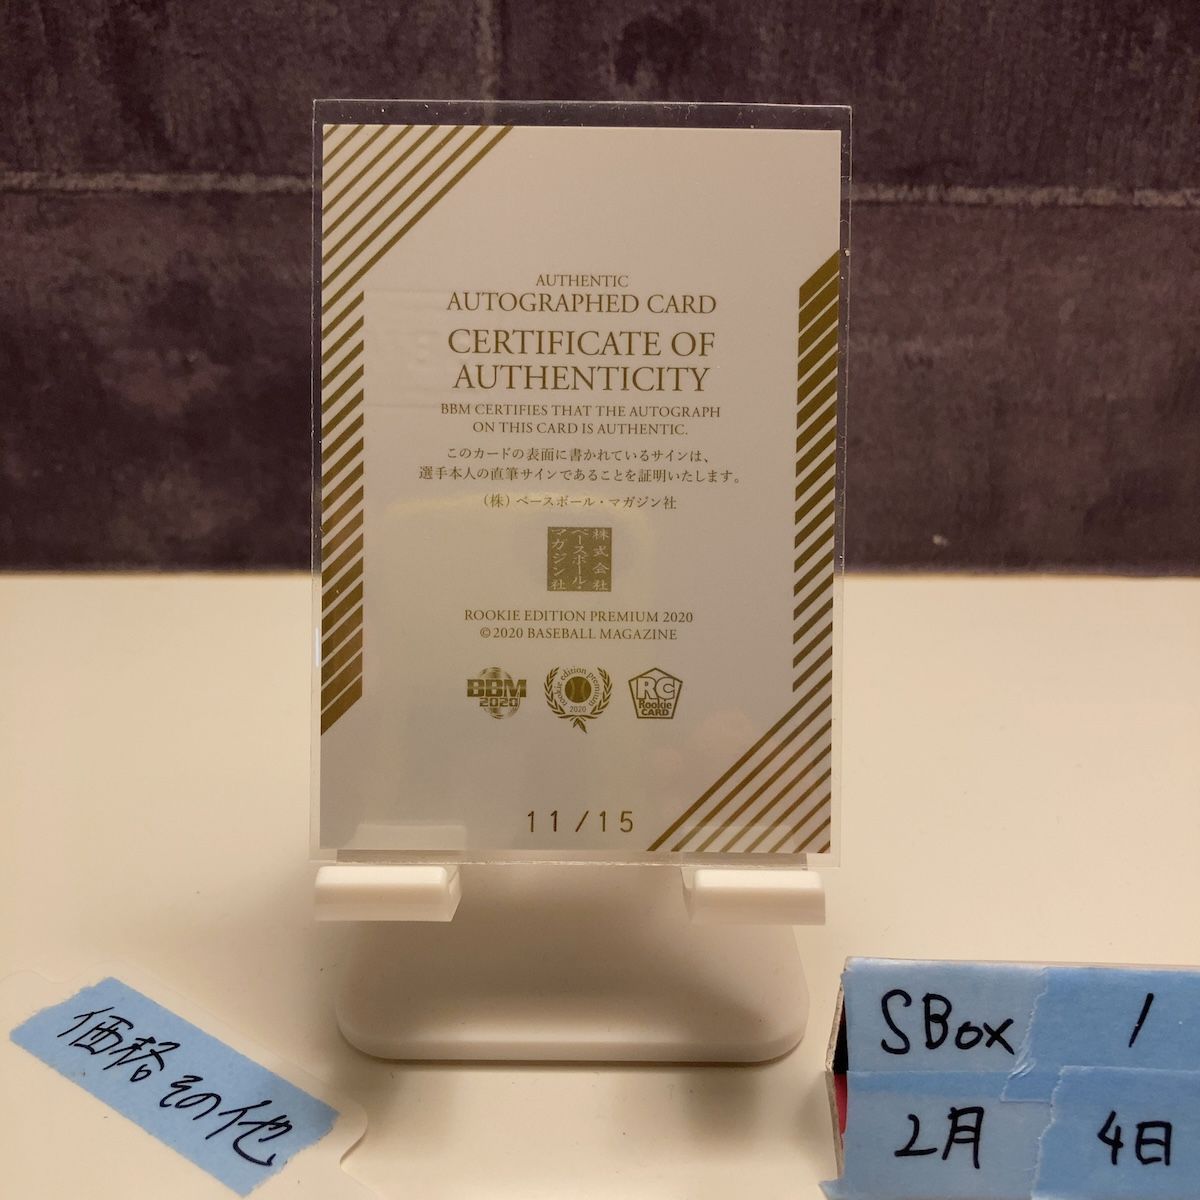 AUTHENTIC
AUTOGRAPHED CARD
CERTIFICATE OF
AUTHENTICITY
BBM CERTIFIES THAT THE AUTOGRAPH
ON THIS CARD IS AUTHENTIC.
このカードの表面に書かれているサインは、
選手本人の直筆サインであることを証明いたします。
（株）ベースボール・マガジン社
株式会社
ベースボール・
マガジン社
ROOKIE EDITION PREMIUM 2020
©2020 BASEBALL MAGAZINE
BBM
2020
rookie edition premium
2020
RC
Rookie
CARD
11/15
価格その他
SBox 1
2月 4日